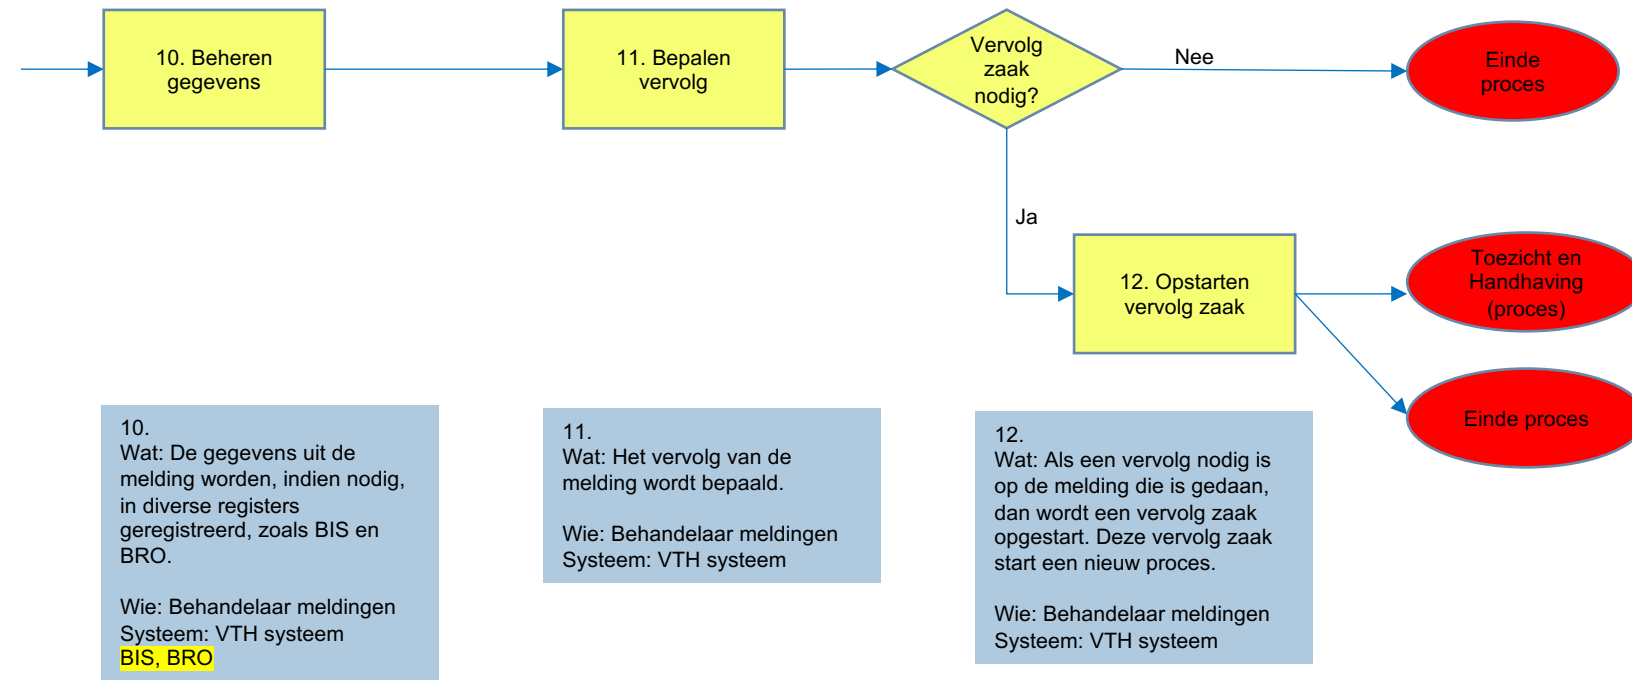 10. Beheren
gegevens
11. Bepalen
vervolg
Vervolg
zaak
nodig?
Nee
Einde
proces
Ja
12. Opstarten
vervolg zaak
Toezicht en
Handhaving
(proces)
Einde proces
10.
Wat: De gegevens uit de
melding worden, indien nodig,
in diverse registers
geregistreerd, zoals BIS en
BRO.
Wie: Behandelaar meldingen
Systeem: VTH systeem
BIS, BRO
11.
Wat: Het vervolg van de
melding wordt bepaald.
Wie: Behandelaar meldingen
Systeem: VTH systeem
12.
Wat: Als een vervolg nodig is
op de melding die is gedaan,
dan wordt een vervolg zaak
opgestart. Deze vervolg zaak
start een nieuw proces.
Wie: Behandelaar meldingen
Systeem: VTH systeem